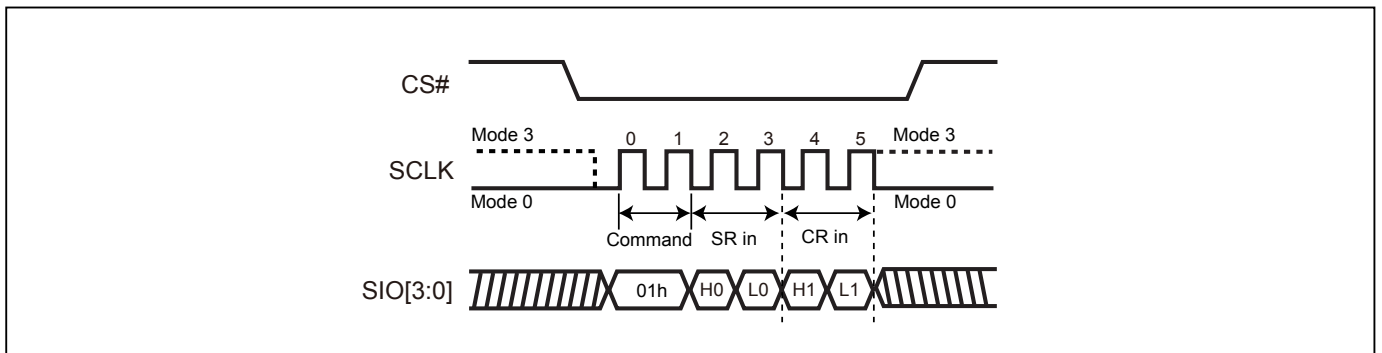 CS#
Mode 3 0 1 2 3 4 5 Mode 3
SCLK
Mode 0 Mode 0
Command SR in CR in
SIO[3:0] 01h H0 L0 H1 L1